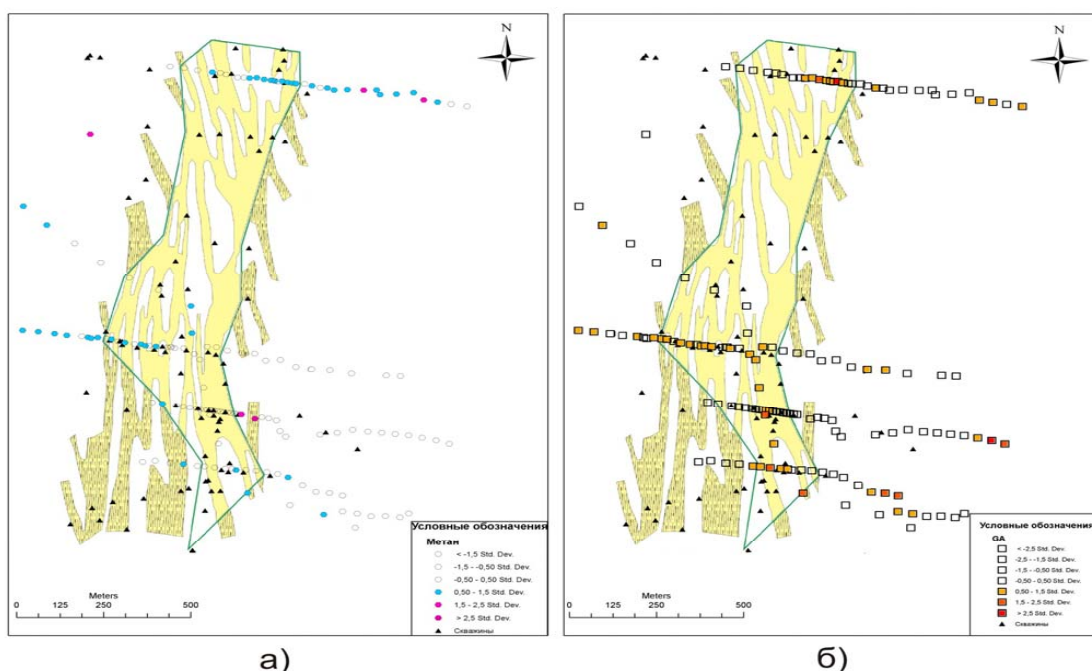 N
N
Условные обозначения
Метан
< -1,5 Std. Dev.
-1,5 - -0,50 Std. Dev.
-0,50 - 0,50 Std. Dev.
0,50 - 1,5 Std. Dev.
1,5 - 2,5 Std. Dev.
> 2,5 Std. Dev.
Скважины
Meters
0 125 250 500
Условные обозначения
GA
< -2,5 Std. Dev.
-2,5 - -1,5 Std. Dev.
-1,5 - -0,50 Std. Dev.
-0,50 - 0,50 Std. Dev.
0,50 - 1,5 Std. Dev.
1,5 - 2,5 Std. Dev.
> 2,5 Std. Dev.
Скважины
Meters
0 125 250 500
а)
б)